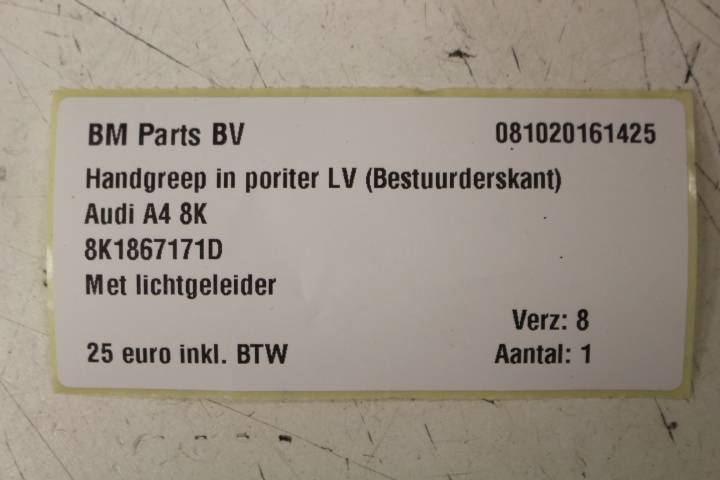 BM Parts BV 081020161425
Handgreep in poriter LV (Bestuurderskant)
Audi A4 8K
8K1867171D
Met lichtgeleider
Verz: 8
25 euro inkl. BTW Aantal: 1